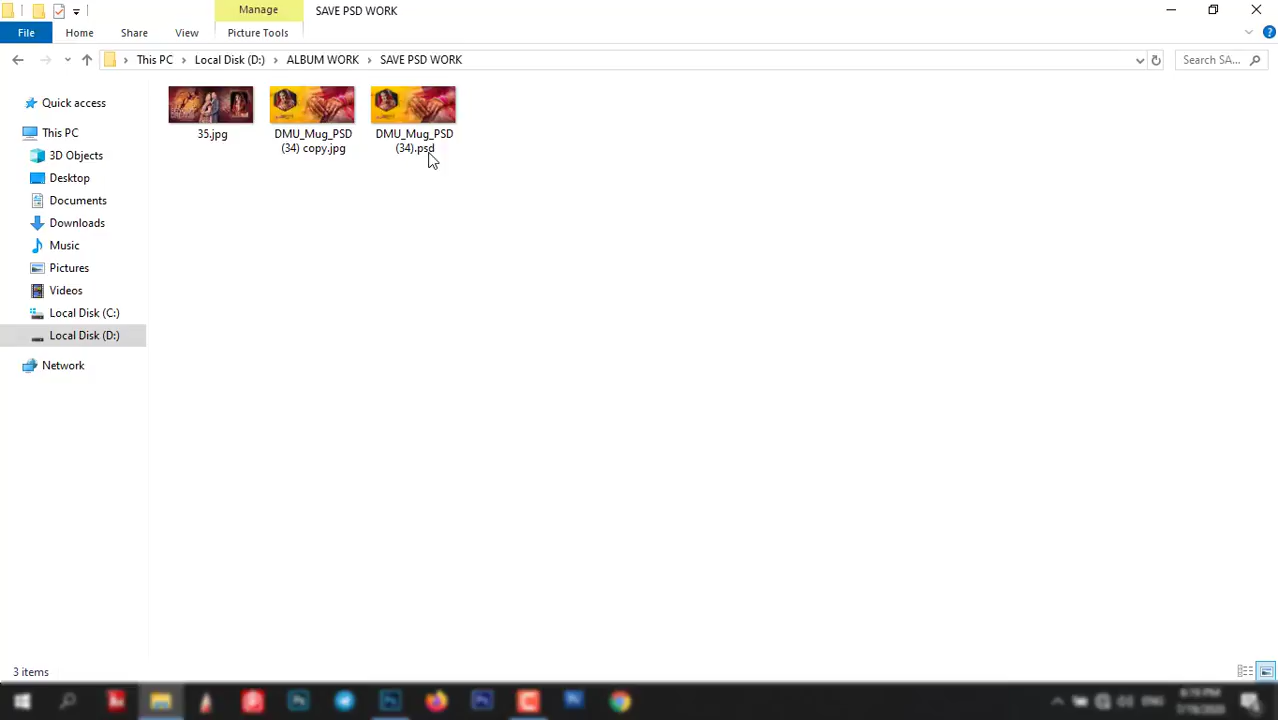 Manage
SAVE PSD WORK
File
Home
Share
View
Picture Tools
This PC
Local Disk (D:)
ALBUM WORK
SAVE PSD WORK
Search SA...
Quick access
This PC
3D Objects
Desktop
Documents
Downloads
Music
Pictures
Videos
Local Disk (C:)
Local Disk (D:)
Network
35.jpg
DMU_Mug_PSD
(34) copy.jpg
DMU_Mug_PSD
(34).psd
3 items
ENG